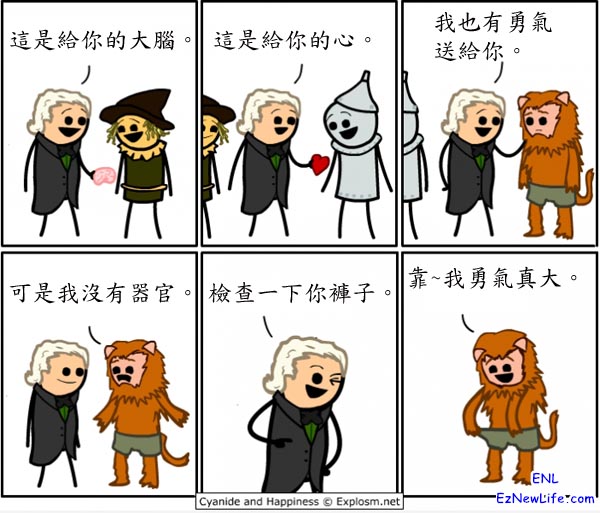 這是給你的大腦。
這是給你的心。
我也有勇氣
送給你。
可是我沒有器官。
檢查一下你褲子。
靠~我勇氣真大。
Cyanide and Happiness © Explosm.net
ENL
EzNewLife.com